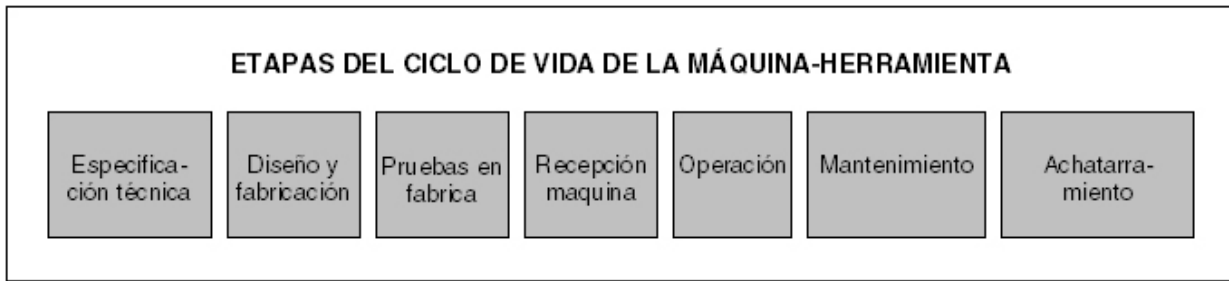 ETAPAS DEL CICLO DE VIDA DE LA MÁQUINA-HERRAMIENTA
Especifica-
ción técnica
Diseño y
fabricación
Pruebas en
fabrica
Recepción
maquina
Operación
Mantenimiento
Achatarra-
miento